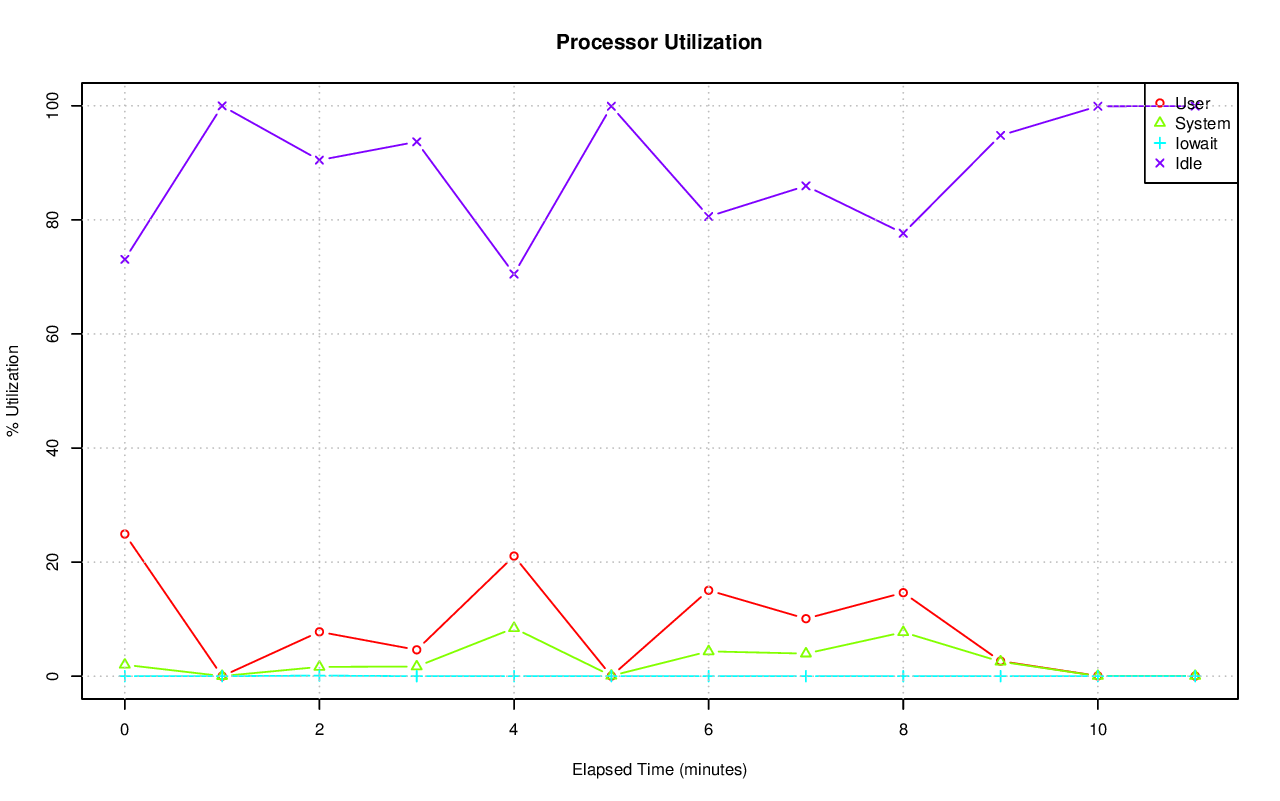 Processor Utilization
% Utilization
100
80
60
40
20
0
0 2 4 6 8 10
Elapsed Time (minutes)
User
System
Iowait
Idle